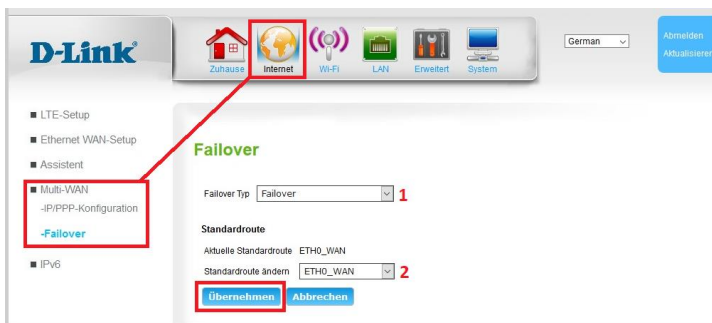 D-Link
Zuhause
Internet
Wi-Fi
LAN
Erweitert
System
German
Abmelden
Aktualisieren
LTE-Setup
Ethernet WAN-Setup
Assistent
Multi-WAN
-IP/PPP-Konfiguration
-Failover
IPv6
Failover
Failover Typ Failover 1
Standardroute
Aktuelle Standardroute ETH0_WAN
Standardroute ändern ETH0_WAN 2
Übernehmen Abbrechen